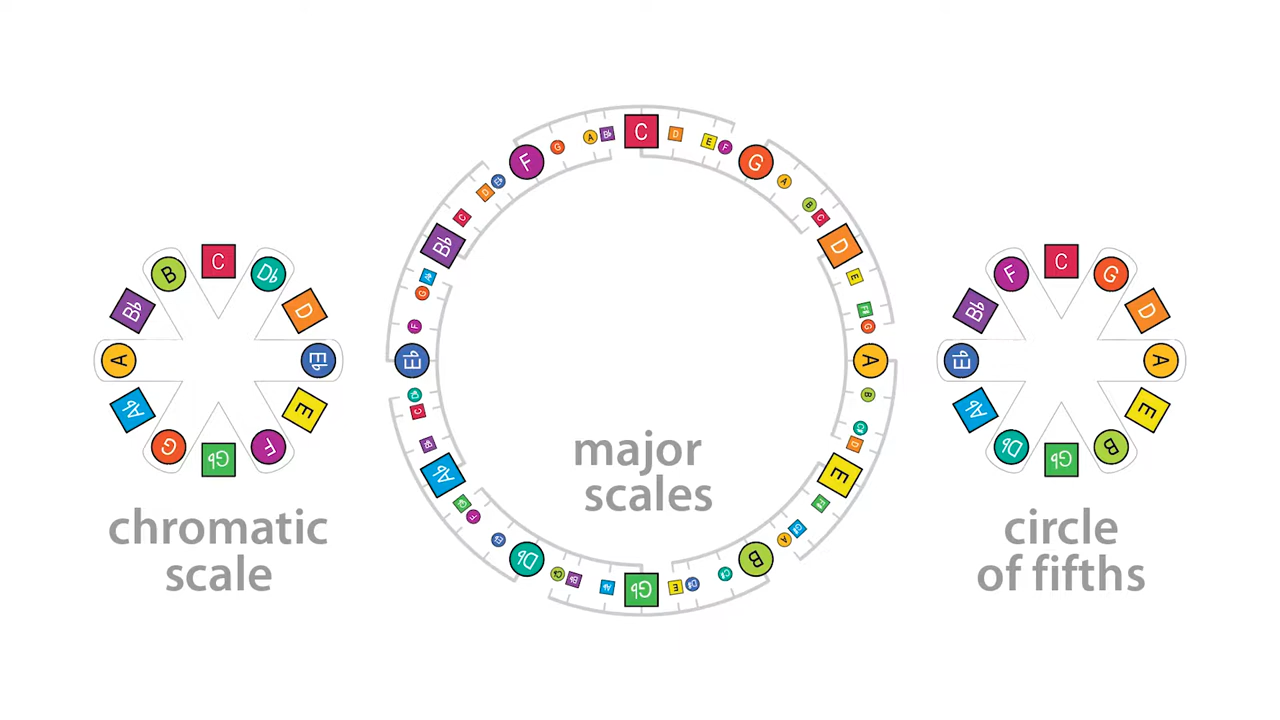 C
D♭
D
E♭
E
F
G♭
G
A♭
A
B♭
B
chromatic
scale
C
D
E
F
G
A
B
C
D
E
F♯
G
A
B
C♯
D
E
F♯
G♯
A
B
C♯
D♯
E
G♭
A♭
B♭
D♭
E♭
F
G♭
A♭
B♭
C
D♭
E♭
F
G
A♭
B♭
C
D
E♭
F
G
A
B♭
major
scales
C
G
D
A
E
B
G♭
D♭
A♭
E♭
B♭
F
circle
of fifths